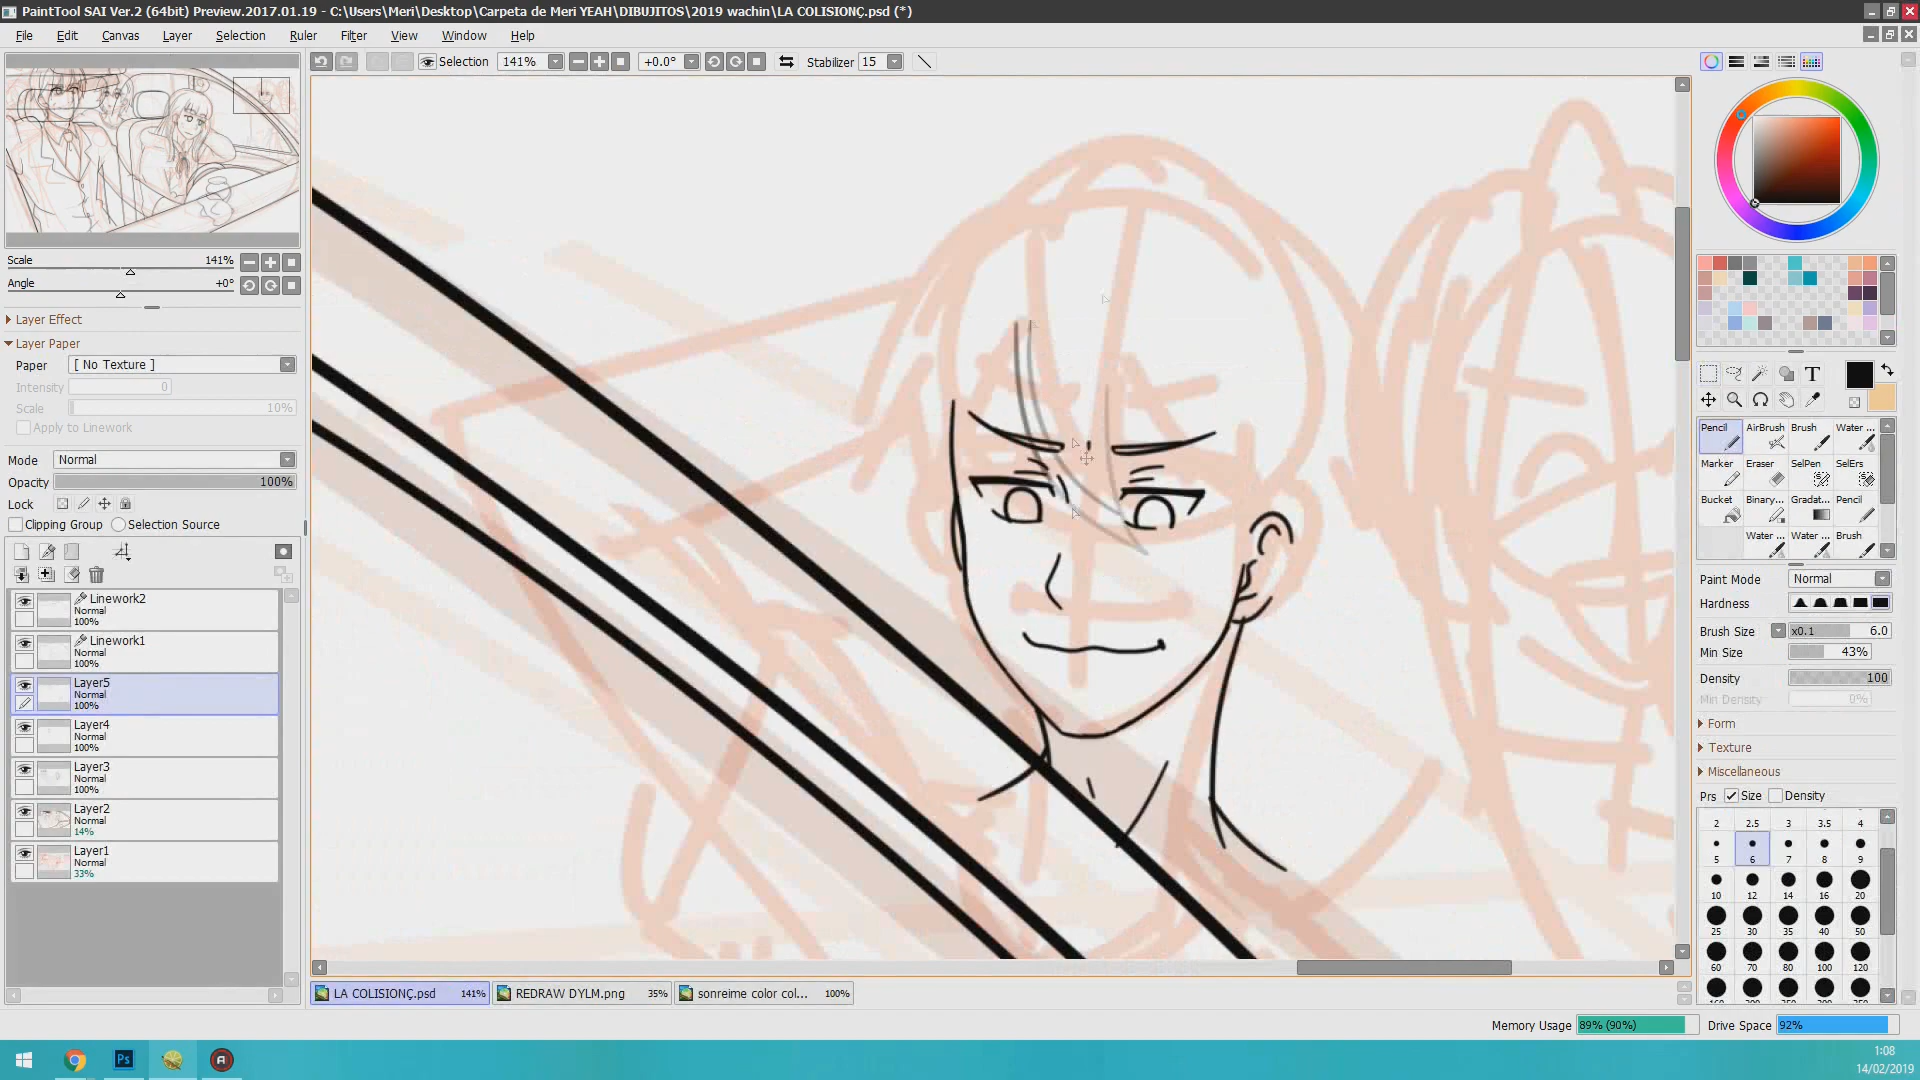 PaintTool SAI Ver.2 (64bit) Preview.2017.01.19 - C:\Users\Meri\Desktop\Carpeta de Meri YEAH\DIBUJITOS\2019 wachin\LA COLISIONÇ.psd (*)
File Edit Canvas Layer Selection Ruler Filter View Window Help
Selection 141% +0.0° Stabilizer 15
Scale 141%
Angle +0°
Layer Effect
Layer Paper
Paper [ No Texture ]
Intensity 0
Scale 10%
Apply to Linework
Mode Normal
Opacity 100%
Lock
Clipping Group Selection Source
Linework2
Normal
100%
Linework1
Normal
100%
Layer5
Normal
100%
Layer4
Normal
100%
Layer3
Normal
100%
Layer2
Normal
14%
Layer1
Normal
33%
T
Pencil AirBrush Brush Water ...
Marker Eraser SelPen SelErs
Bucket Binary... Gradat... Pencil
Water ... Water ... Brush
Paint Mode Normal
Hardness
Brush Size x0.1 6.0
Min Size 43%
Density 100
Min Density 0%
Form
Texture
Miscellaneous
Prs Size Density
2 2.5 3 3.5 4
5 6 7 8 9
10 12 14 16 20
25 30 35 40 50
60 70 80 100 120
LA COLISIONÇ.psd 141% REDRAW DYLM.png 35% sonreime color col... 100%
Memory Usage 89% (90%) Drive Space 92%
Ps
1:08
14/02/2019